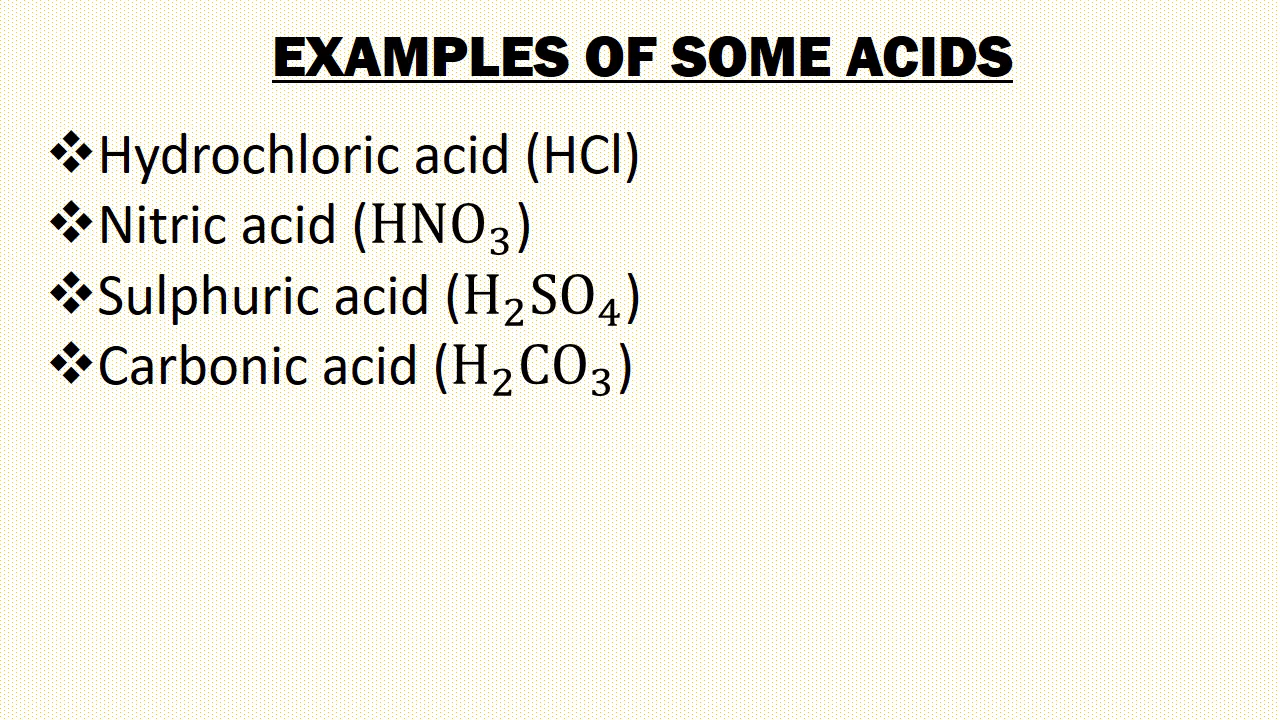 EXAMPLES OF SOME ACIDS
❖Hydrochloric acid (HCl)
❖Nitric acid (HNO₃)
❖Sulphuric acid (H₂SO₄)
❖Carbonic acid (H₂CO₃)